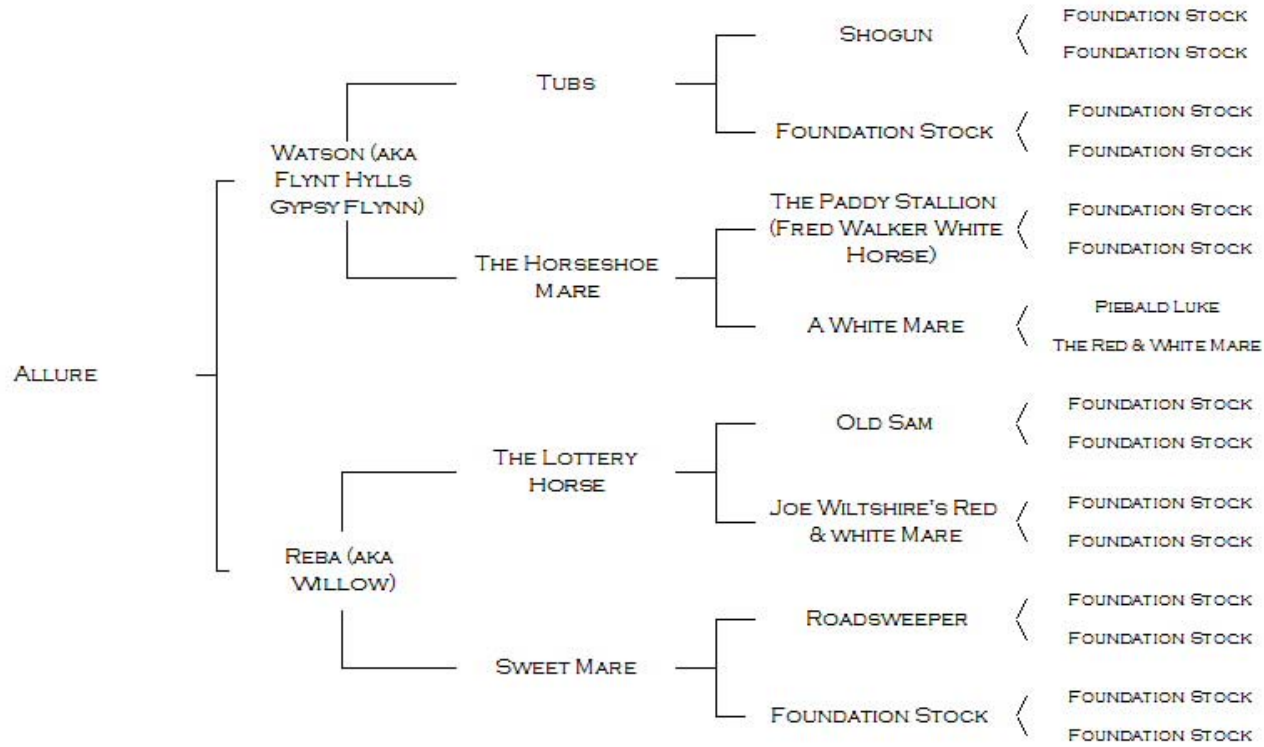 Foundation Stock
Shogun
Foundation Stock
Tubs
Foundation Stock
Foundation Stock
Foundation Stock
Watson (aka
Flynt Hylls
Gypsy Flynn)
The Paddy Stallion
(Fred Walker White
Horse)
Foundation Stock
Foundation Stock
The Horseshoe
Mare
A White Mare
Piebald Luke
The Red & White Mare
Allure
Old Sam
Foundation Stock
Foundation Stock
The Lottery
Horse
Joe Wiltshire's Red
& white Mare
Foundation Stock
Foundation Stock
Reba (aka
Willow)
Roadsweeper
Foundation Stock
Foundation Stock
Sweet Mare
Foundation Stock
Foundation Stock
Foundation Stock